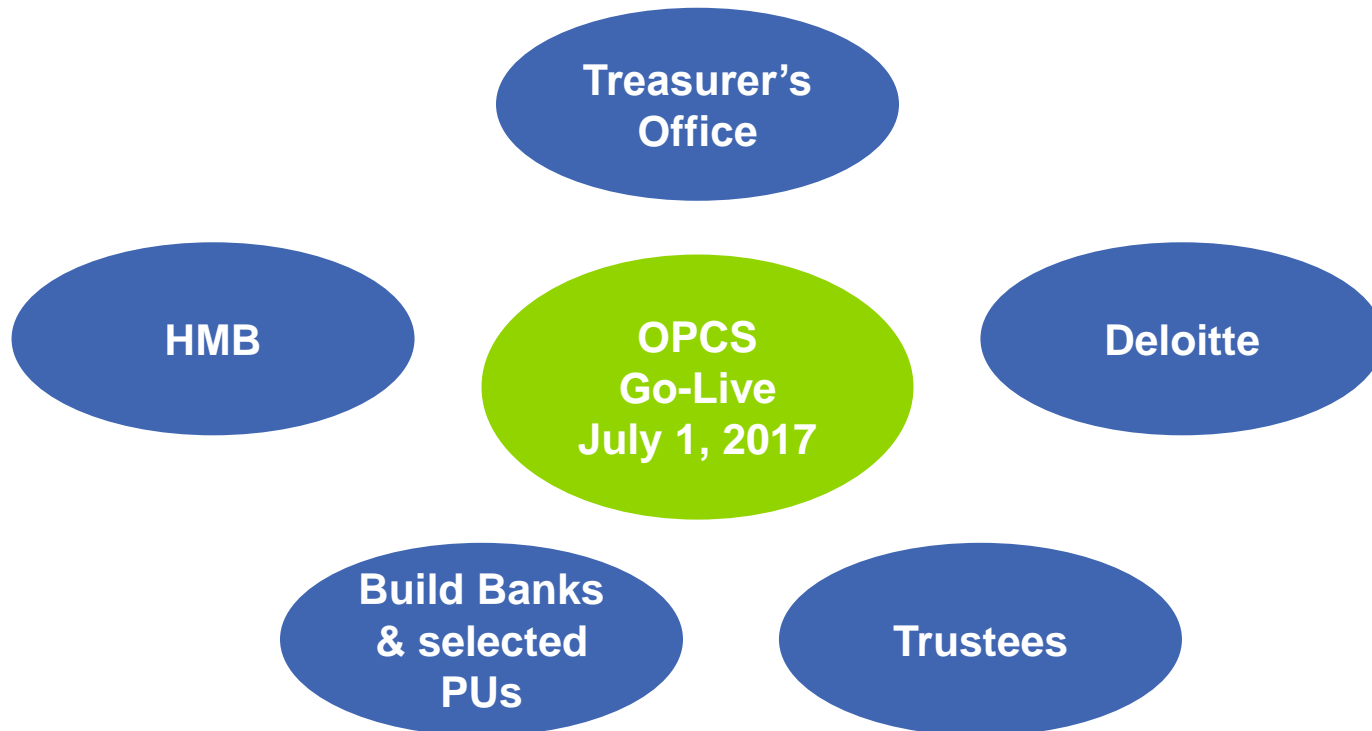 Treasurer’s
Office
HMB
OPCS
Go-Live
July 1, 2017
Deloitte
Build Banks
& selected
PUs
Trustees